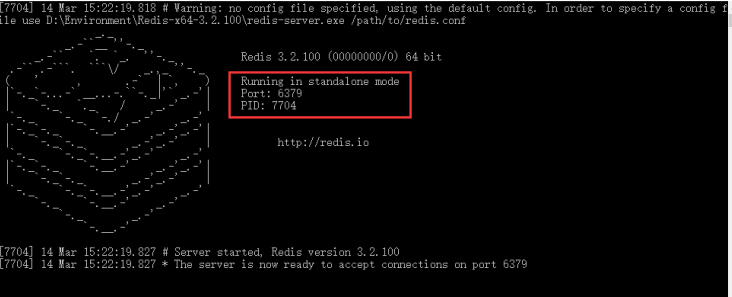 [7704] 14 Mar 15:22:19.818 # Warning: no config file specified, using the default config. In order to specify a config f
ile use D:\Environment\Redis-x64-3.2.100\redis-server.exe /path/to/redis.conf
Redis 3.2.100 (00000000/0) 64 bit
Running in standalone mode
Port: 6379
PID: 7704
http://redis.io
[7704] 14 Mar 15:22:19.827 # Server started, Redis version 3.2.100
[7704] 14 Mar 15:22:19.827 * The server is now ready to accept connections on port 6379